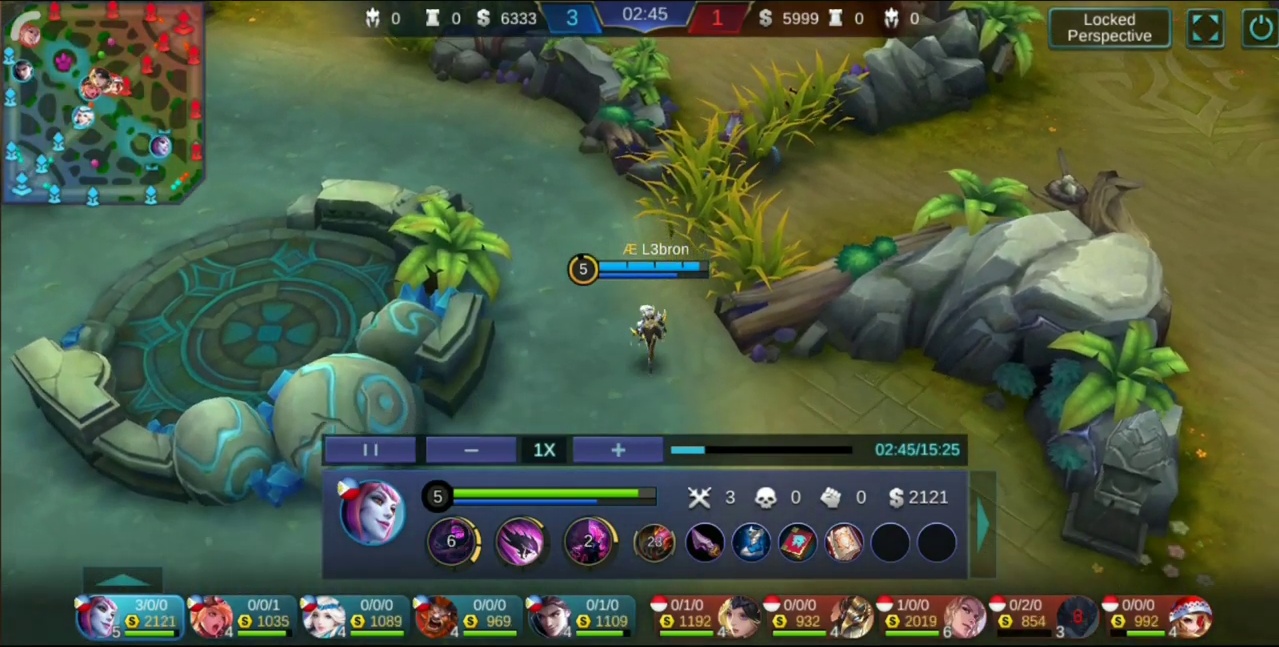 0 0 6333 3 02:45 1 5999 0 0
Locked
Perspective
Æ L3bron
5
1X 02:45/15:25
5 3 0 0 2121
6 2 28
3/0/0 0/0/1 0/0/0 0/0/0 0/1/0 0/1/0 0/0/0 1/0/0 0/2/0 0/0/0
2121 1035 1089 969 1109 1192 932 2019 854 992
5 4 4 4 4 4 4 6 3 4
8